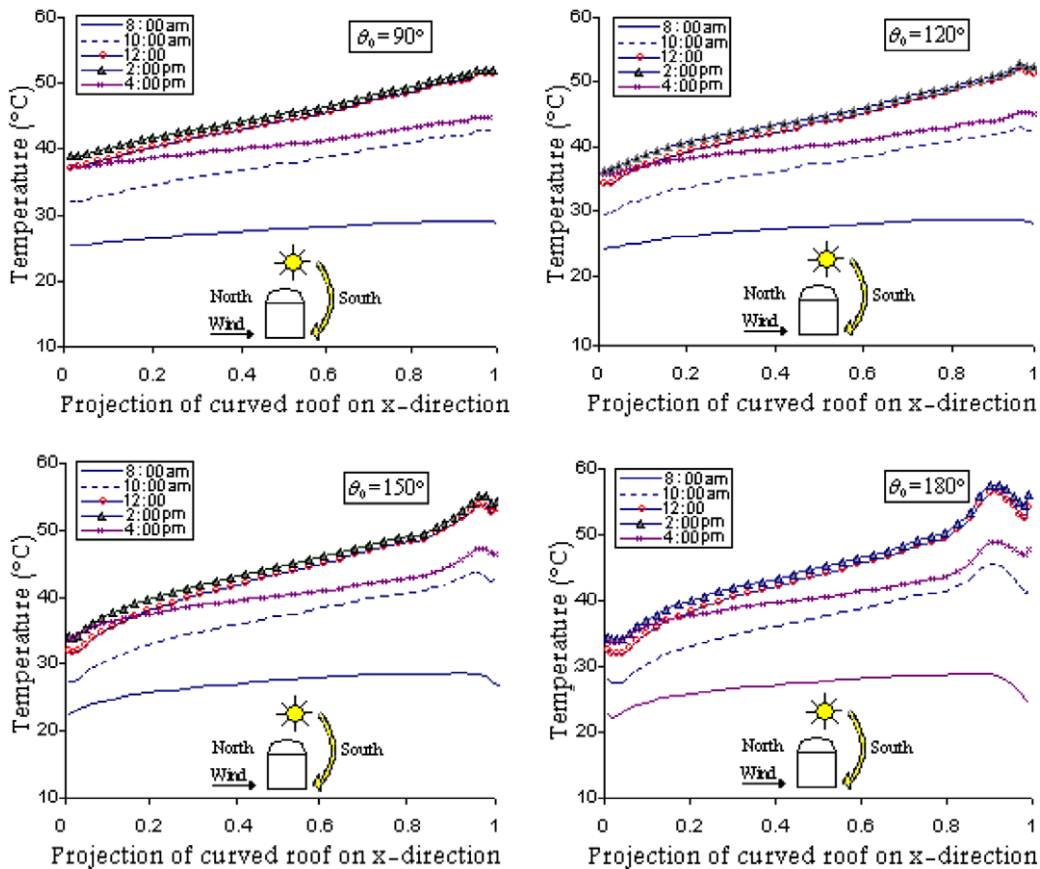 60
50
40
30
20
10
Temperature (°C)
8:00am
10:00am
12:00
2:00pm
4:00pm
θ₀=90°
North
South
Wind
0 0.2 0.4 0.6 0.8 1
Projection of curved roof on x-direction
60
50
40
30
20
10
Temperature (°C)
8:00am
10:00am
12:00
2:00pm
4:00pm
θ₀=120°
North
South
Wind
0 0.2 0.4 0.6 0.8 1
Projection of curved roof on x-direction
60
50
40
30
20
10
Temperature (°C)
8:00am
10:00am
12:00
2:00pm
4:00pm
θ₀=150°
North
South
Wind
0 0.2 0.4 0.6 0.8 1
Projection of curved roof on x-direction
60
50
40
30
20
10
Temperature (°C)
8:00am
10:00am
12:00
2:00pm
4:00pm
θ₀=180°
North
South
Wind
0 0.2 0.4 0.6 0.8 1
Projection of curved roof on x-direction